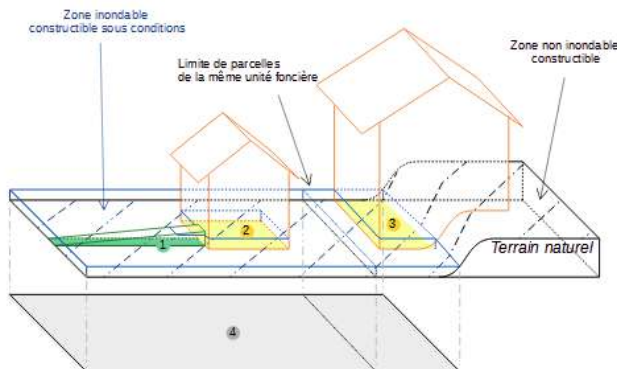 Zone inondable
constructible sous conditions
Limite de parcelles
de la même unité foncière
Zone non inondable
constructible
1
2
3
Terrain naturel
4